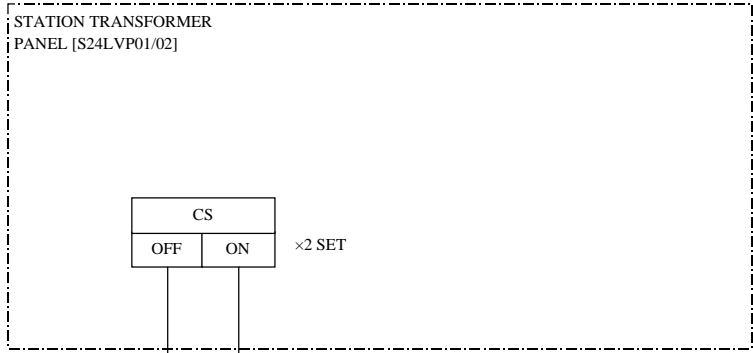 STATION TRANSFORMER
PANEL [S24LVP01/02]
CS
OFF ON ×2 SET